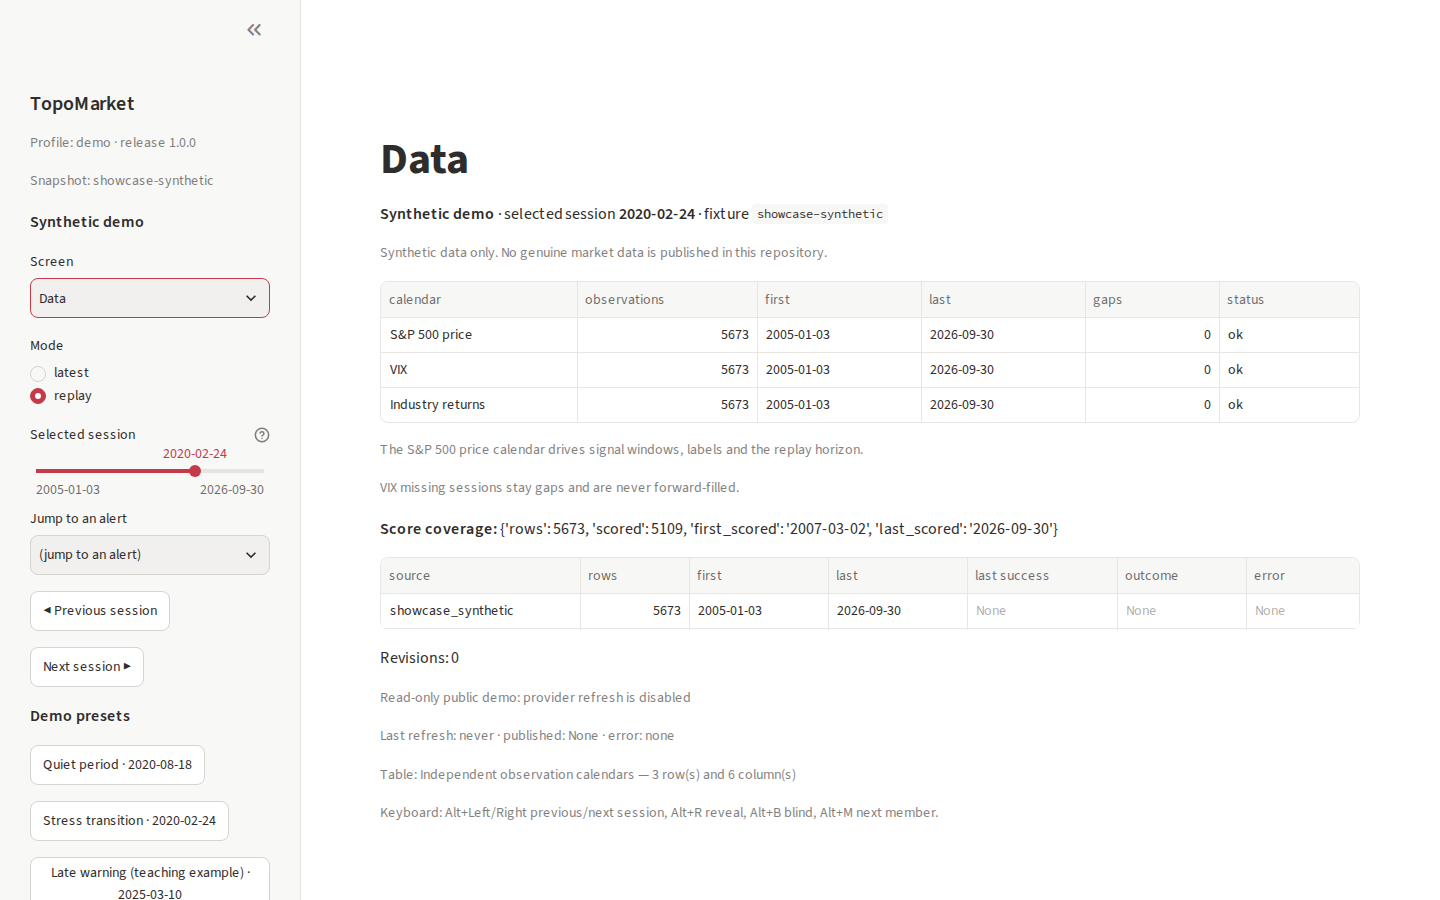 TopoMarket
Profile: demo · release 1.0.0
Snapshot: showcase-synthetic
Synthetic demo
Screen
Data
Mode
latest
replay
Selected session
2020-02-24
2005-01-03 2026-09-30
Jump to an alert
(jump to an alert)
◂ Previous session
Next session ▸
Demo presets
Quiet period · 2020-08-18
Stress transition · 2020-02-24
Late warning (teaching example) ·
2025-03-10
Data
Synthetic demo · selected session 2020-02-24 · fixture showcase-synthetic
Synthetic data only. No genuine market data is published in this repository.
calendar observations first last gaps status
S&P 500 price 5673 2005-01-03 2026-09-30 0 ok
VIX 5673 2005-01-03 2026-09-30 0 ok
Industry returns 5673 2005-01-03 2026-09-30 0 ok
The S&P 500 price calendar drives signal windows, labels and the replay horizon.
VIX missing sessions stay gaps and are never forward-filled.
Score coverage: {'rows': 5673, 'scored': 5109, 'first_scored': '2007-03-02', 'last_scored': '2026-09-30'}
source rows first last last success outcome error
showcase_synthetic 5673 2005-01-03 2026-09-30 None None None
Revisions: 0
Read-only public demo: provider refresh is disabled
Last refresh: never · published: None · error: none
Table: Independent observation calendars — 3 row(s) and 6 column(s)
Keyboard: Alt+Left/Right previous/next session, Alt+R reveal, Alt+B blind, Alt+M next member.